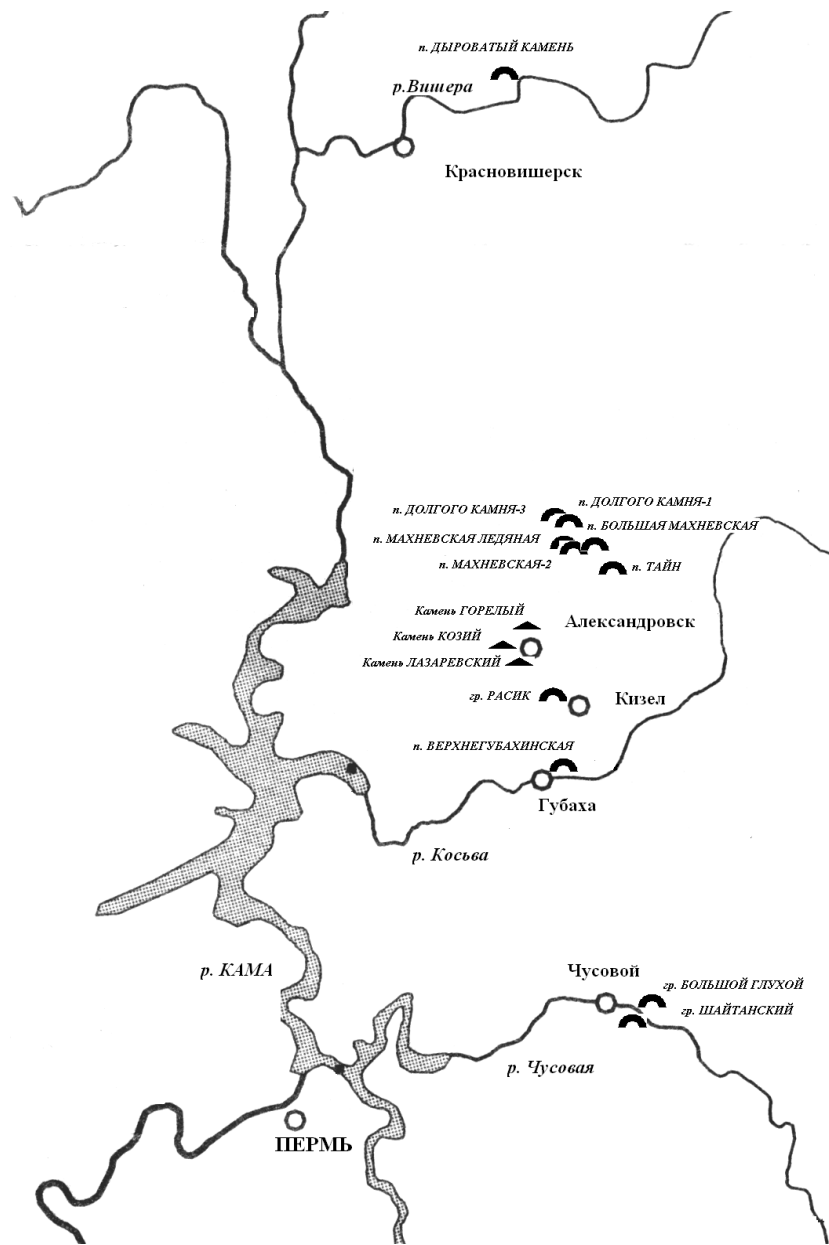 п. ДЫРОВАТЫЙ КАМЕНЬ
р.Вишера
Красновишерск
п. ДОЛГОГО КАМНЯ-1
п. ДОЛГОГО КАМНЯ-3
п. БОЛЬШАЯ МАХНЕВСКАЯ
п. МАХНЕВСКАЯ ЛЕДЯНАЯ
п. МАХНЕВСКАЯ-2
п. ТАЙН
Камень ГОРЕЛЫЙ
Александровск
Камень КОЗИЙ
Камень ЛАЗАРЕВСКИЙ
гр. РАСИК
Кизел
п. ВЕРХНЕГУБАХИНСКАЯ
Губаха
р. Косьва
р. КАМА
Чусовой
гр. БОЛЬШОЙ ГЛУХОЙ
гр. ШАЙТАНСКИЙ
р. Чусовая
ПЕРМЬ